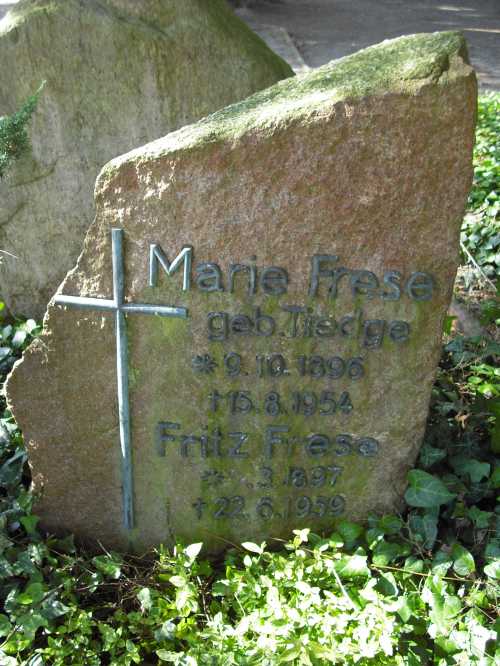 Marie Frese
geb. Tiedge
* 9.10.1896
† 15.8.1954
Fritz Frese
* .3.1897
† 22.6.1959